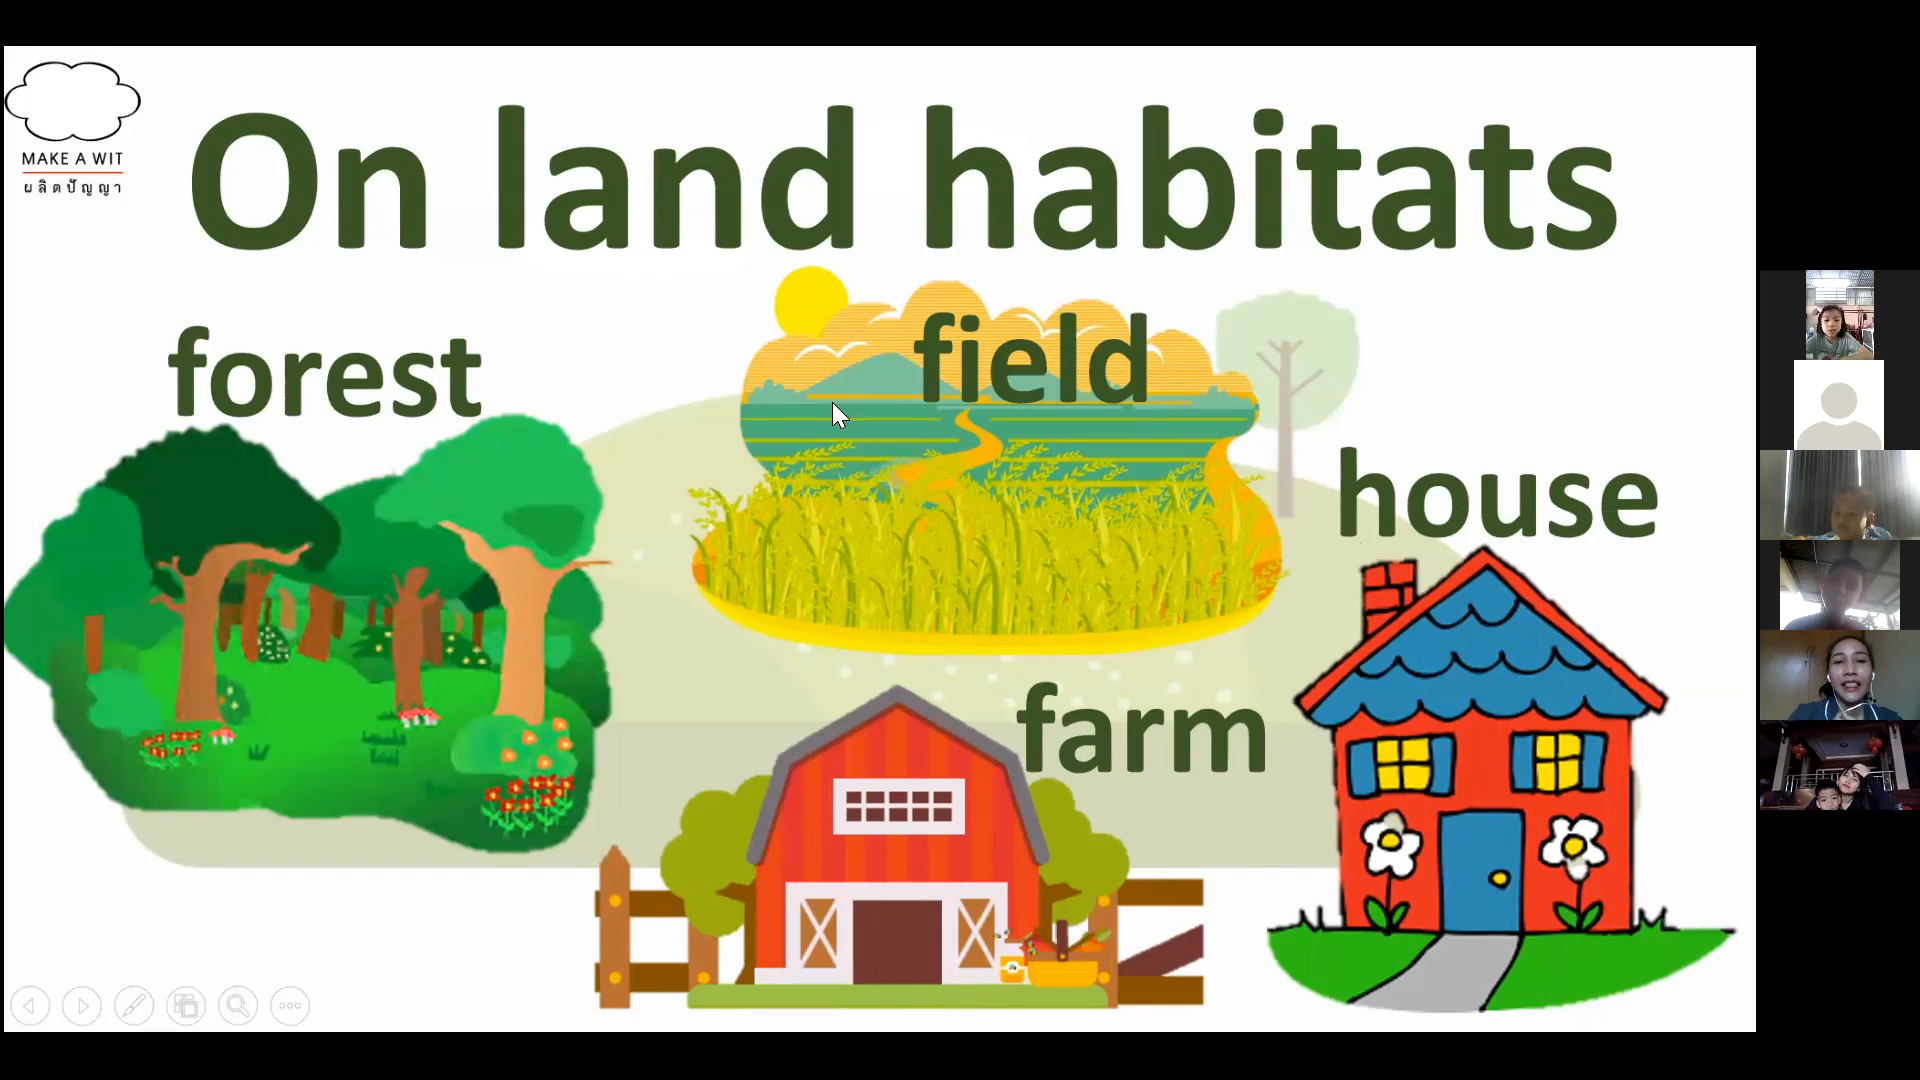 MAKE A WIT
ผลิตปัญญา
On land habitats
forest
field
house
farm